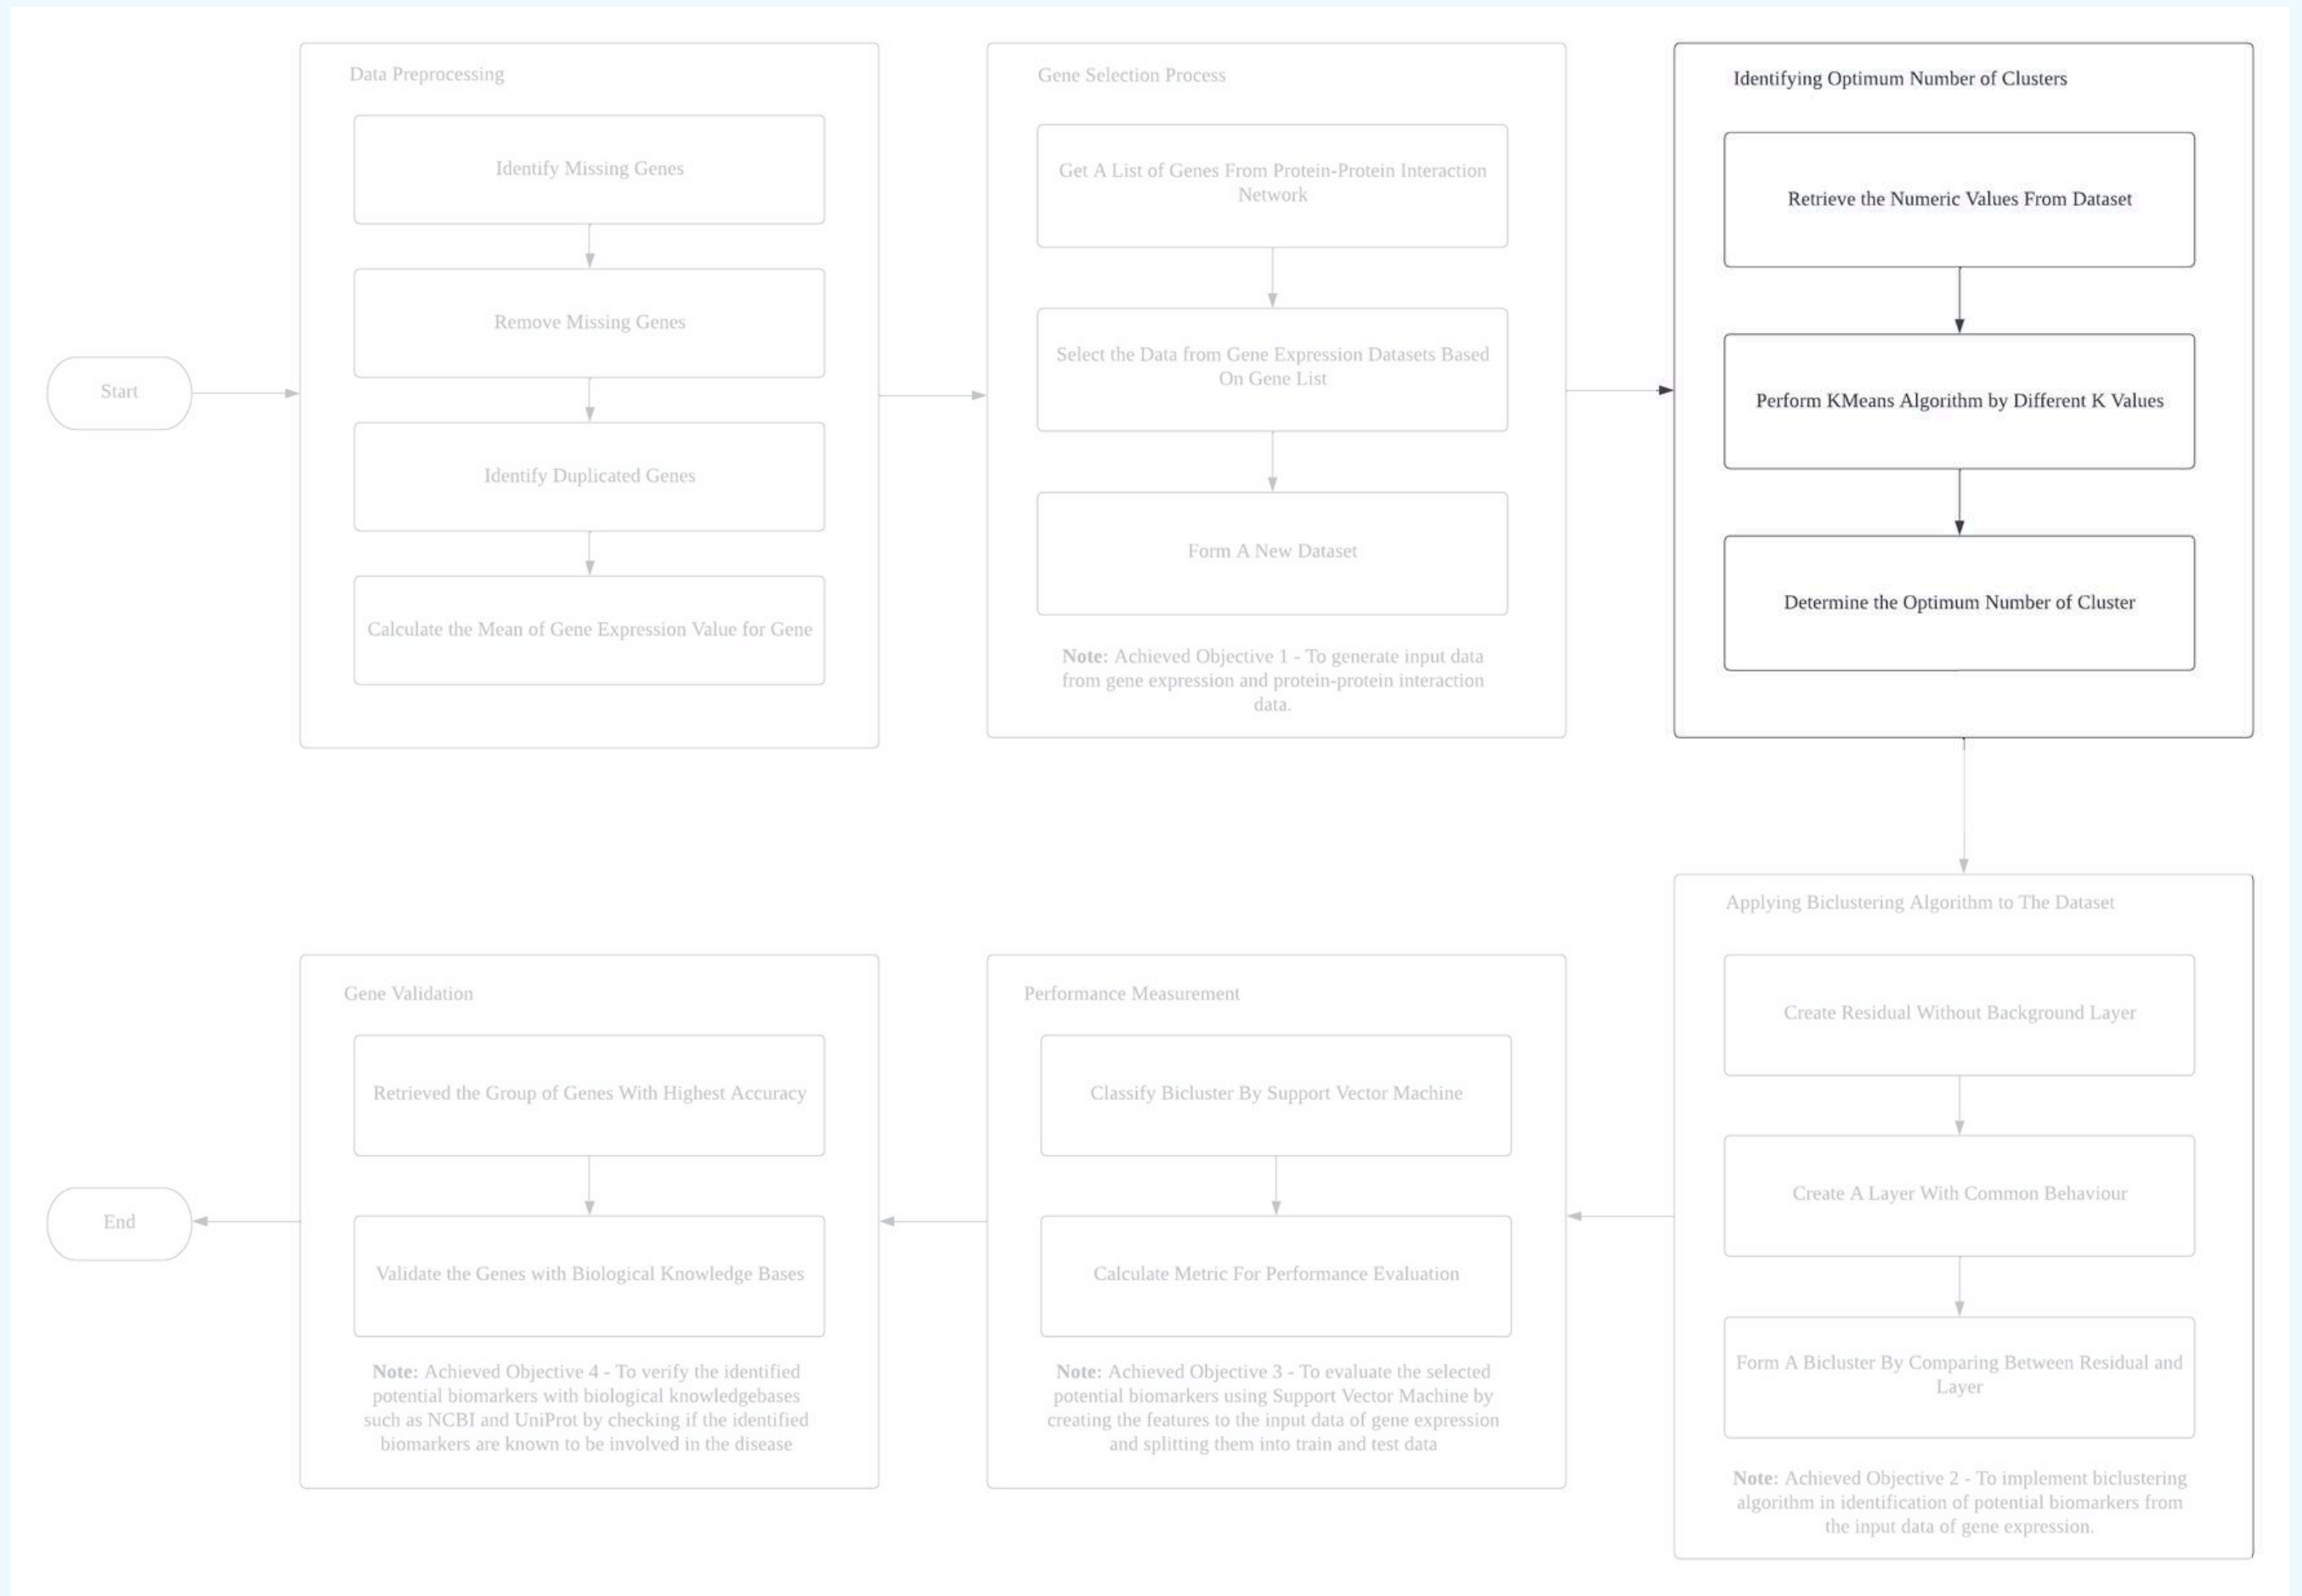 Start
Data Preprocessing
Identify Missing Genes
Remove Missing Genes
Identify Duplicated Genes
Calculate the Mean of Gene Expression Value for Gene
Gene Selection Process
Get A List of Genes From Protein-Protein Interaction
Network
Select the Data from Gene Expression Datasets Based
On Gene List
Form A New Dataset
Note: Achieved Objective 1 - To generate input data
from gene expression and protein-protein interaction
data.
Identifying Optimum Number of Clusters
Retrieve the Numeric Values From Dataset
Perform KMeans Algorithm by Different K Values
Determine the Optimum Number of Cluster
Applying Biclustering Algorithm to The Dataset
Create Residual Without Background Layer
Create A Layer With Common Behaviour
Form A Bicluster By Comparing Between Residual and
Layer
Note: Achieved Objective 2 - To implement biclustering
algorithm in identification of potential biomarkers from
the input data of gene expression.
Performance Measurement
Classify Bicluster By Support Vector Machine
Calculate Metric For Performance Evaluation
Note: Achieved Objective 3 - To evaluate the selected
potential biomarkers using Support Vector Machine by
creating the features to the input data of gene expression
and splitting them into train and test data
Gene Validation
Retrieved the Group of Genes With Highest Accuracy
Validate the Genes with Biological Knowledge Bases
Note: Achieved Objective 4 - To verify the identified
potential biomarkers with biological knowledgebases
such as NCBI and UniProt by checking if the identified
biomarkers are known to be involved in the disease
End